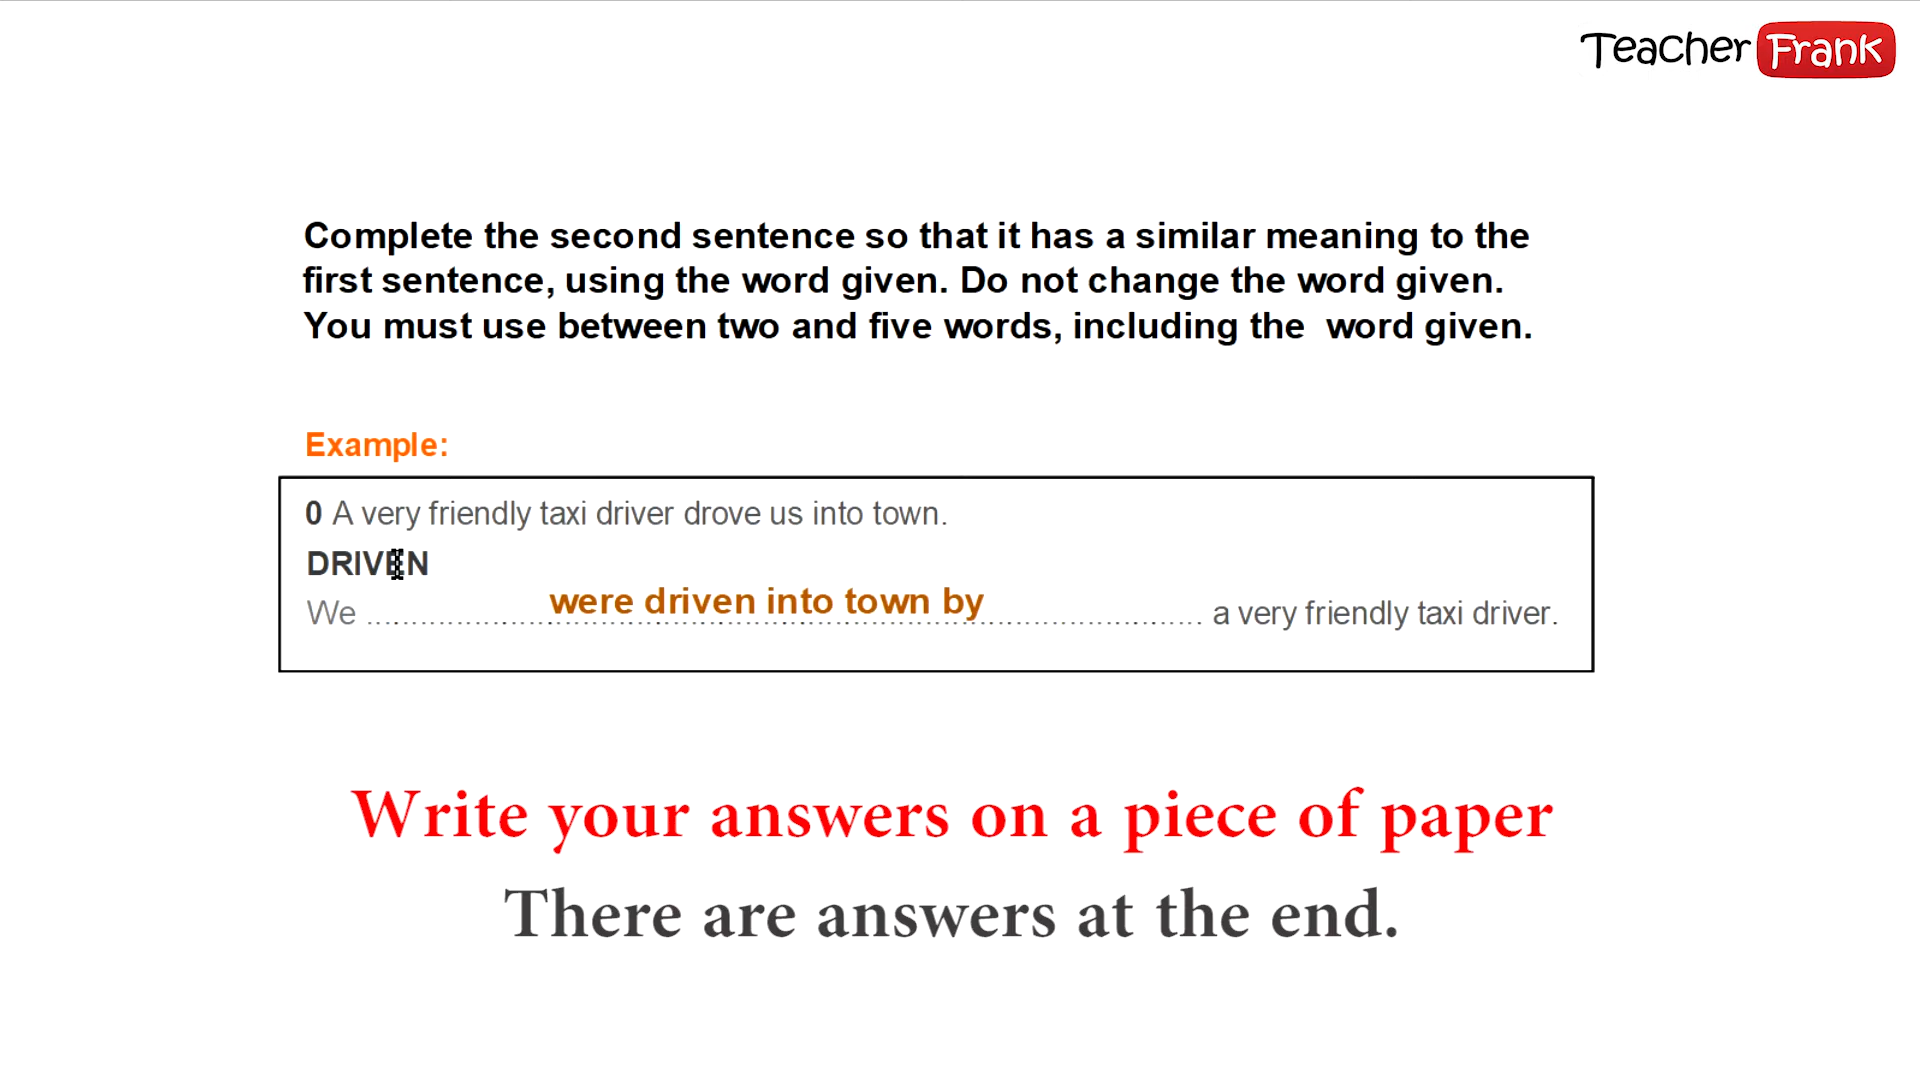 Teacher Frank
Complete the second sentence so that it has a similar meaning to the
first sentence, using the word given. Do not change the word given.
You must use between two and five words, including the  word given.
Example:
0 A very friendly taxi driver drove us into town.
DRIVEN
We .......... were driven into town by .......... a very friendly taxi driver.
Write your answers on a piece of paper
There are answers at the end.